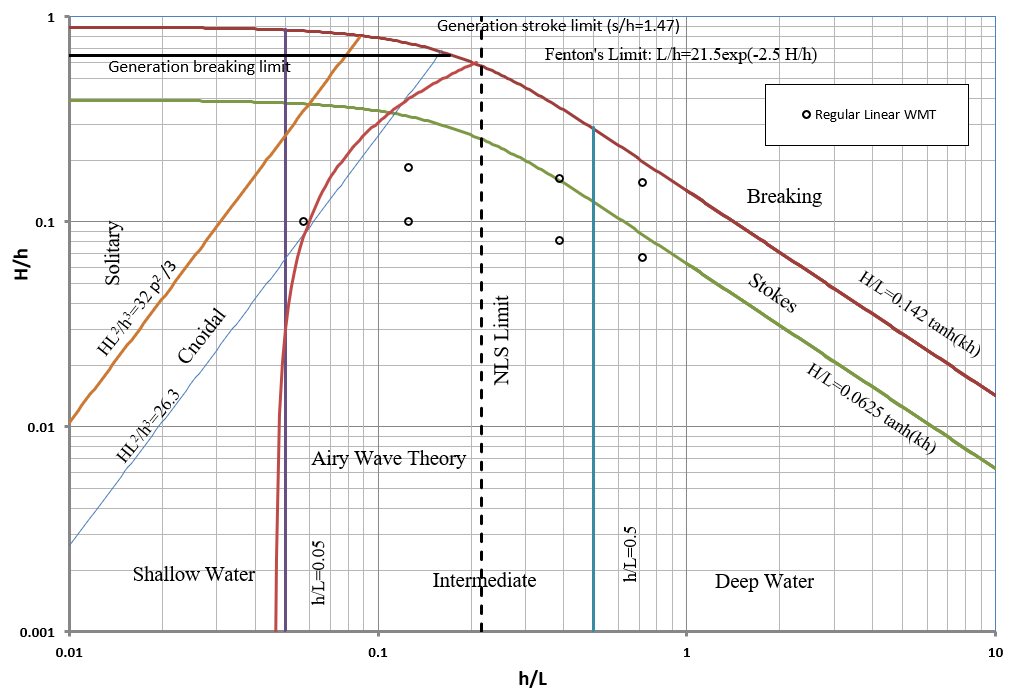 1
Generation stroke limit (s/h=1.47)
Fenton's Limit: L/h=21.5exp(-2.5 H/h)
Generation breaking limit
Regular Linear WMT
Breaking
0.1
H/h
Solitary
HL²/h³=32 p² /3
Cnoidal
HL²/h³=26.3
NLS Limit
Stokes
H/L=0.142 tanh(kh)
H/L=0.0625 tanh(kh)
0.01
Airy Wave Theory
Shallow Water
h/L=0.05
Intermediate
h/L=0.5
Deep Water
0.001
0.01
0.1
1
10
h/L